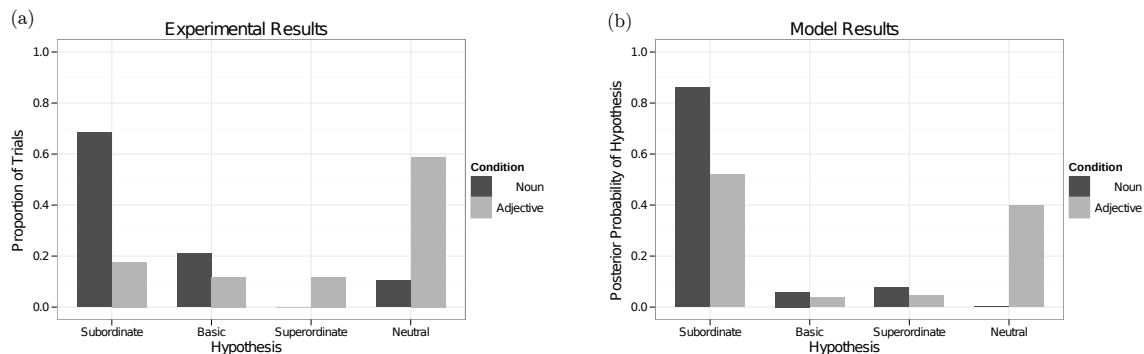 (a)
Experimental Results
1.0
0.8
0.6
0.4
0.2
0.0
Proportion of Trials
Subordinate Basic Superordinate Neutral
Hypothesis
Condition
Noun
Adjective
(b)
Model Results
1.0
0.8
0.6
0.4
0.2
0.0
Posterior Probability of Hypothesis
Subordinate Basic Superordinate Neutral
Hypothesis
Condition
Noun
Adjective